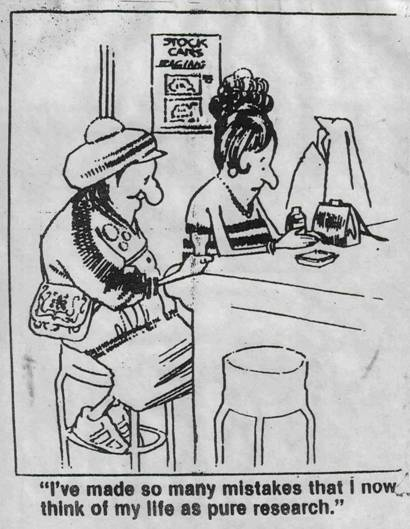 STOCK
CARS
RACING
"I've made so many mistakes that I now
think of my life as pure research."